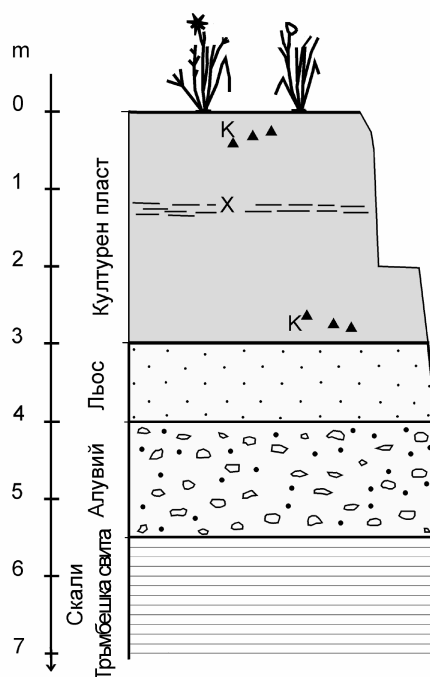 m
0
1
2
3
4
5
6
7
Културен пласт
Льос
Алувий
Скали
Тръмбешка свита
К
Х
К